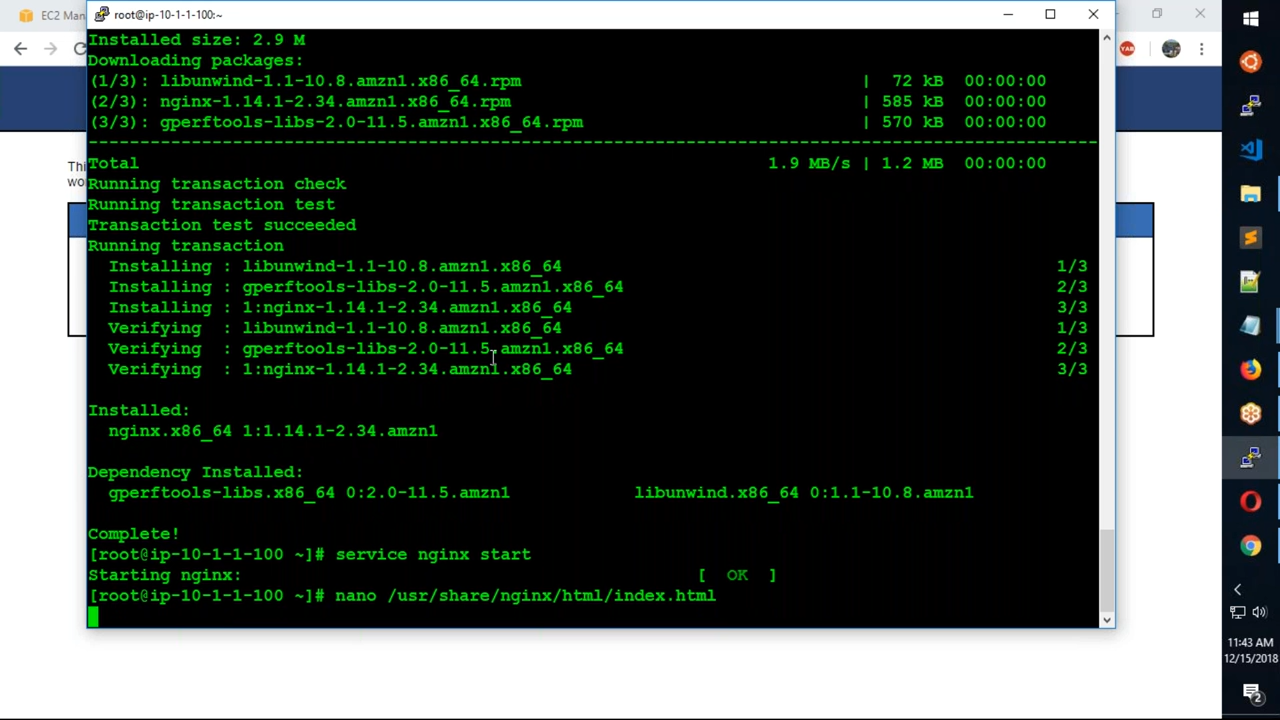 EC2 Man
root@ip-10-1-1-100:~
Installed size: 2.9 M
Downloading packages:
(1/3): libunwind-1.1-10.8.amzn1.x86_64.rpm | 72 kB 00:00:00
(2/3): nginx-1.14.1-2.34.amzn1.x86_64.rpm | 585 kB 00:00:00
(3/3): gperftools-libs-2.0-11.5.amzn1.x86_64.rpm | 570 kB 00:00:00
--------------------------------------------------------------------------------------------------
Total 1.9 MB/s | 1.2 MB 00:00:00
Running transaction check
Running transaction test
Transaction test succeeded
Running transaction
Installing : libunwind-1.1-10.8.amzn1.x86_64 1/3
Installing : gperftools-libs-2.0-11.5.amzn1.x86_64 2/3
Installing : 1:nginx-1.14.1-2.34.amzn1.x86_64 3/3
Verifying : libunwind-1.1-10.8.amzn1.x86_64 1/3
Verifying : gperftools-libs-2.0-11.5.amzn1.x86_64 2/3
Verifying : 1:nginx-1.14.1-2.34.amzn1.x86_64 3/3
Installed:
nginx.x86_64 1:1.14.1-2.34.amzn1
Dependency Installed:
gperftools-libs.x86_64 0:2.0-11.5.amzn1 libunwind.x86_64 0:1.1-10.8.amzn1
Complete!
[root@ip-10-1-1-100 ~]# service nginx start
Starting nginx: [ OK ]
[root@ip-10-1-1-100 ~]# nano /usr/share/nginx/html/index.html
Thi
wo
YAB
11:43 AM
12/15/2018
2